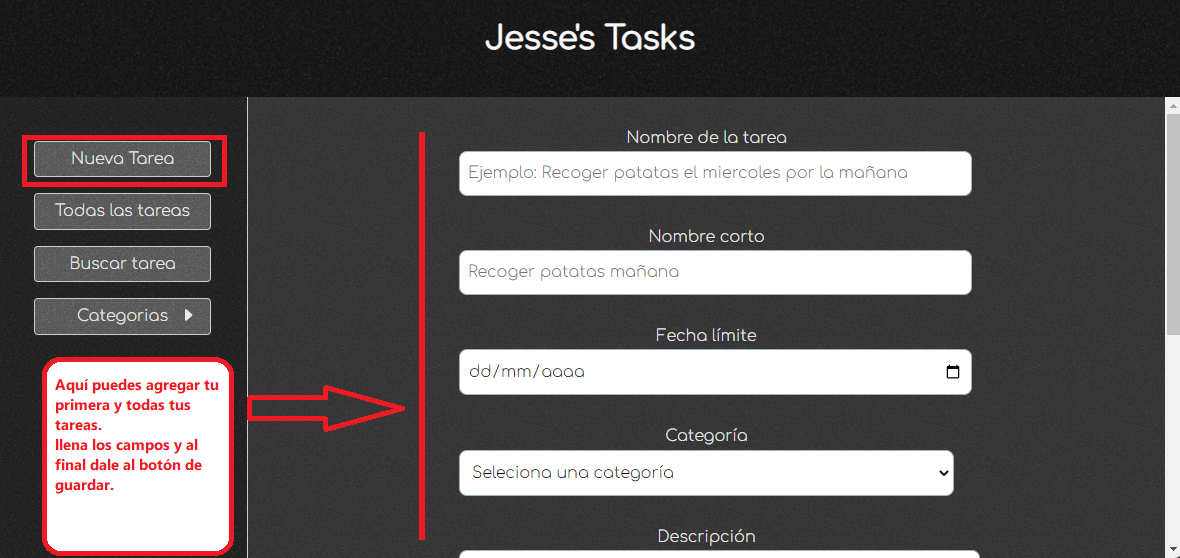 Jesse's Tasks
Nueva Tarea
Todas las tareas
Buscar tarea
Categorias
Aquí puedes agregar tu
primera y todas tus
tareas.
llena los campos y al
final dale al botón de
guardar.
Nombre de la tarea
Ejemplo: Recoger patatas el miercoles por la mañana
Nombre corto
Recoger patatas mañana
Fecha límite
dd/mm/aaaa
Categoría
Seleciona una categoría
Descripción